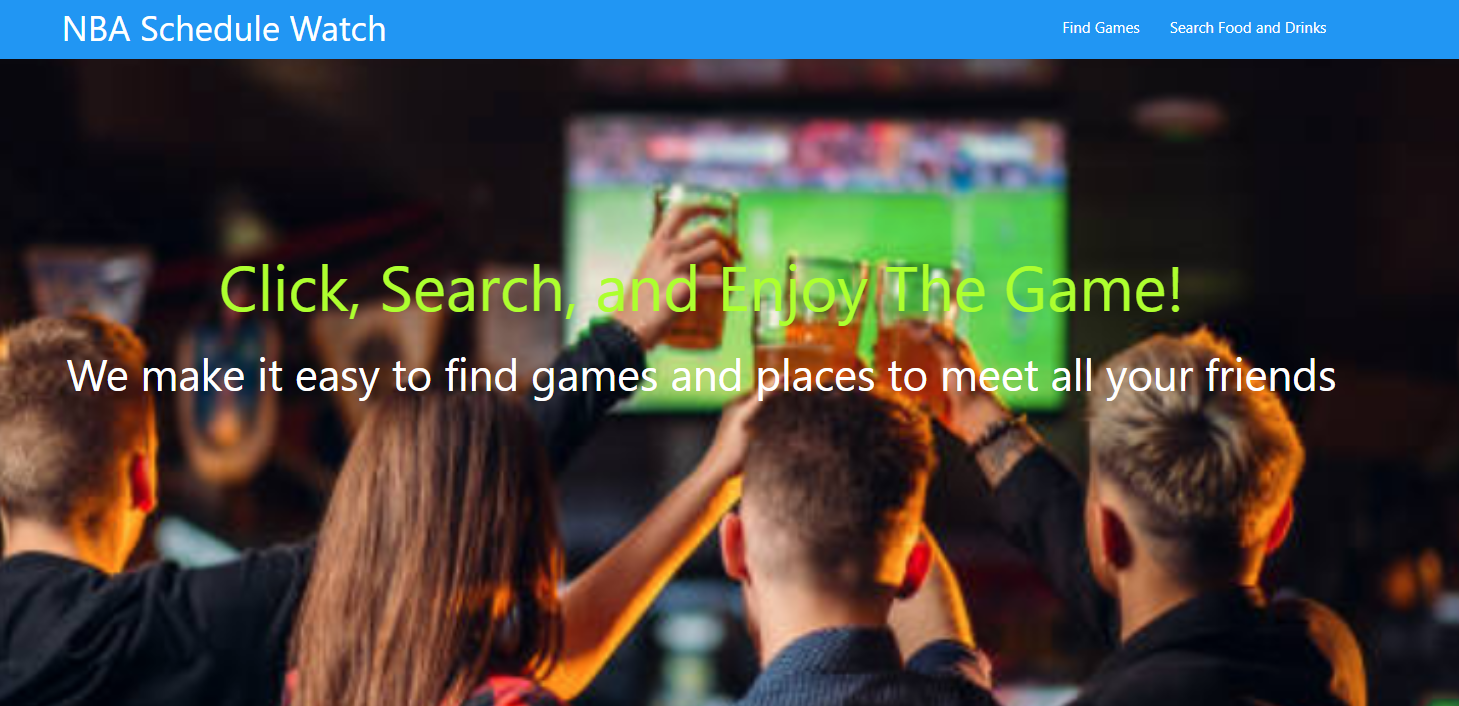 NBA Schedule Watch
Find Games
Search Food and Drinks
Click, Search, and Enjoy The Game!
We make it easy to find games and places to meet all your friends